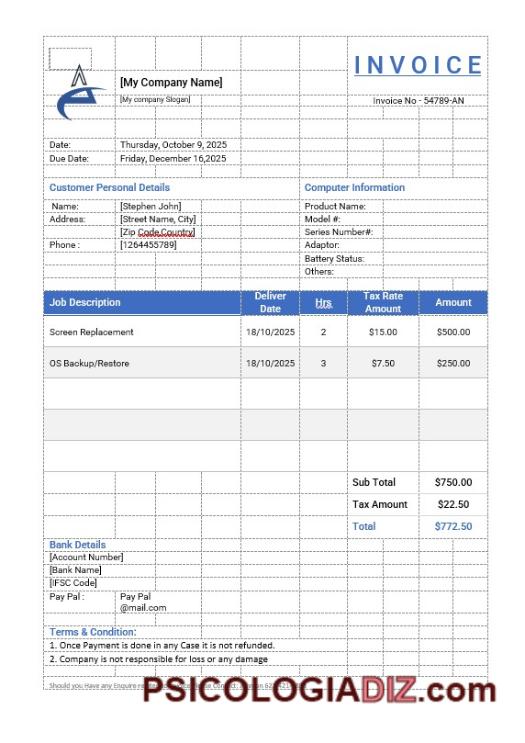 INVOICE
[My Company Name]
[My company Slogan]
Invoice No - 54789-AN
Date: Thursday, October 9, 2025
Due Date: Friday, December 16,2025
Customer Personal Details Computer Information
Name: [Stephen John] Product Name:
Address: [Street Name, City] Model #:
[Zip Code,Country] Series Number#:
Phone : [1264455789] Adaptor:
Battery Status:
Others:
Job Description Deliver Date Hrs Tax Rate Amount Amount
Screen Replacement 18/10/2025 2 $15.00 $500.00
OS Backup/Restore 18/10/2025 3 $7.50 $250.00
Sub Total $750.00
Tax Amount $22.50
Total $772.50
Bank Details
[Account Number]
[Bank Name]
[IFSC Code]
Pay Pal : Pay Pal
@mail.com
Terms & Condition:
1. Once Payment is done in any Case it is not refunded.
2. Company is not responsible for loss or any damage
Should you Have any Enquire
PSICOLOGIADIZ.com